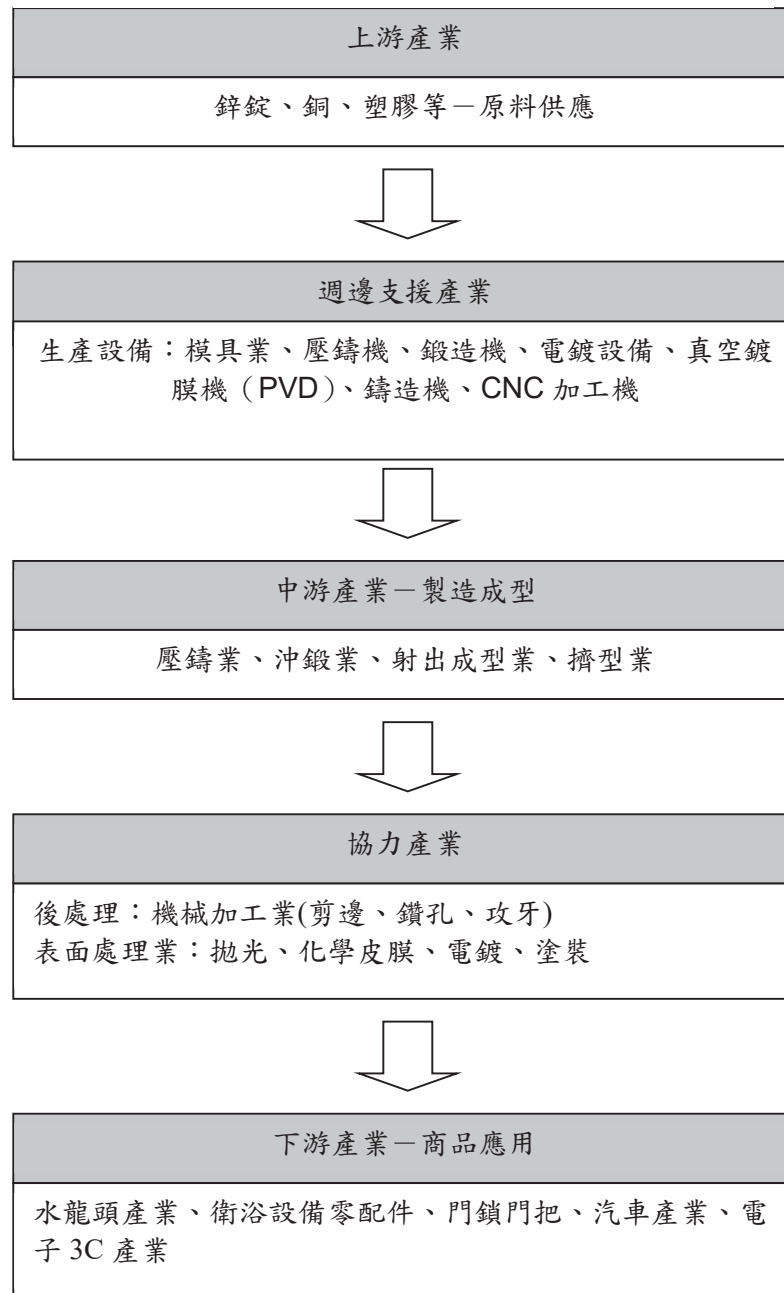 上游產業
鋅錠、銅、塑膠等－原料供應
週邊支援產業
生產設備：模具業、壓鑄機、鍛造機、電鍍設備、真空鍍
膜機（PVD）、鑄造機、CNC 加工機
中游產業－製造成型
壓鑄業、沖鍛業、射出成型業、擠型業
協力產業
後處理：機械加工業(剪邊、鑽孔、攻牙)
表面處理業：拋光、化學皮膜、電鍍、塗裝
下游產業－商品應用
水龍頭產業、衛浴設備零配件、門鎖門把、汽車產業、電
子 3C 產業